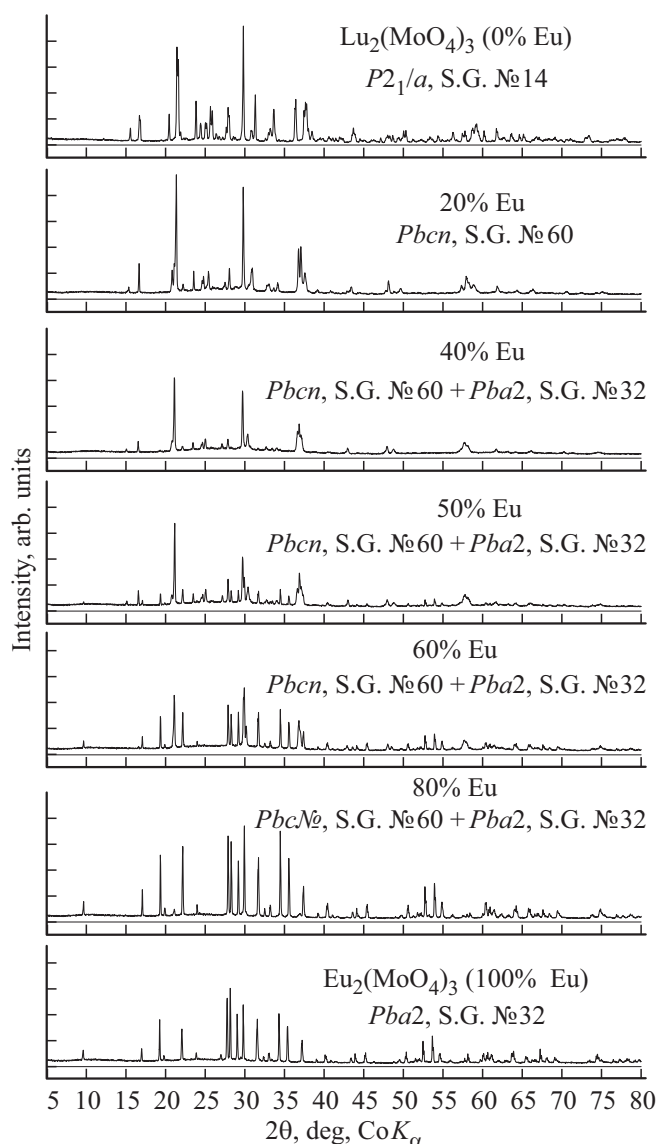 Lu2(MoO4)3 (0% Eu)
P21/a, S.G. №14
20% Eu
Pbcn, S.G. №60
40% Eu
Pbcn, S.G. №60 + Pba2, S.G. №32
50% Eu
Pbcn, S.G. №60 + Pba2, S.G. №32
60% Eu
Pbcn, S.G. №60 + Pba2, S.G. №32
80% Eu
Pbc№, S.G. №60 + Pba2, S.G. №32
Eu2(MoO4)3 (100% Eu)
Pba2, S.G. №32
Intensity, arb. units
5 10 15 20 25 30 35 40 45 50 55 60 65 70 75 80
2θ, deg, CoKα